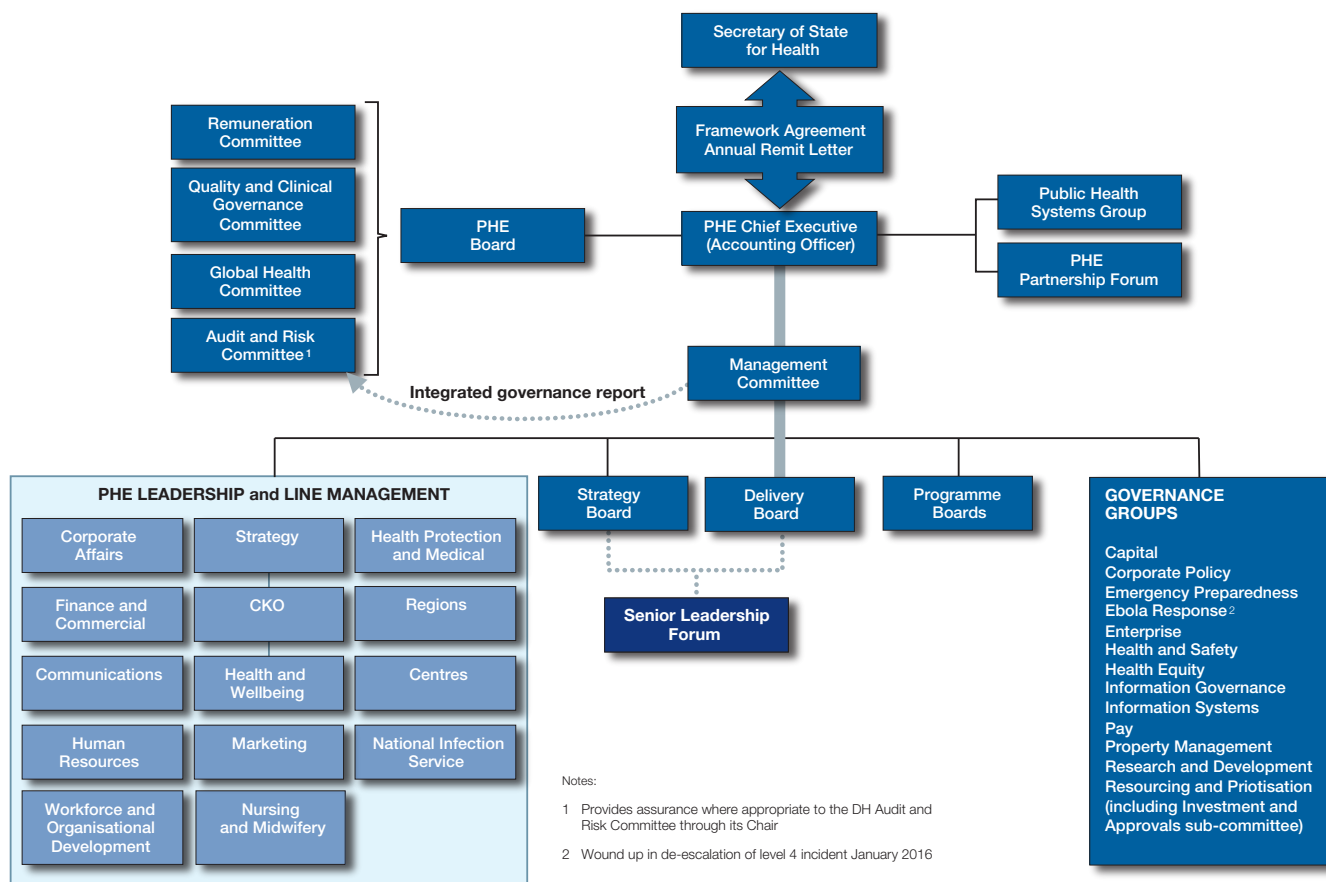 Secretary of State
for Health
Framework Agreement
Annual Remit Letter
PHE Chief Executive
(Accounting Officer)
Public Health
Systems Group
PHE
Partnership Forum
PHE
Board
Remuneration
Committee
Quality and Clinical
Governance
Committee
Global Health
Committee
Audit and Risk
Committee 1
Integrated governance report
Management
Committee
PHE LEADERSHIP and LINE MANAGEMENT
Corporate
Affairs
Strategy
Health Protection
and Medical
Finance and
Commercial
CKO
Regions
Communications
Health and
Wellbeing
Centres
Human
Resources
Marketing
National Infection
Service
Workforce and
Organisational
Development
Nursing
and Midwifery
Strategy
Board
Delivery
Board
Programme
Boards
Senior Leadership
Forum
GOVERNANCE
GROUPS
Capital
Corporate Policy
Emergency Preparedness
Ebola Response 2
Enterprise
Health and Safety
Health Equity
Information Governance
Information Systems
Pay
Property Management
Research and Development
Resourcing and Priotisation
(including Investment and
Approvals sub-committee)
Notes:
1 Provides assurance where appropriate to the DH Audit and
Risk Committee through its Chair
2 Wound up in de-escalation of level 4 incident January 2016